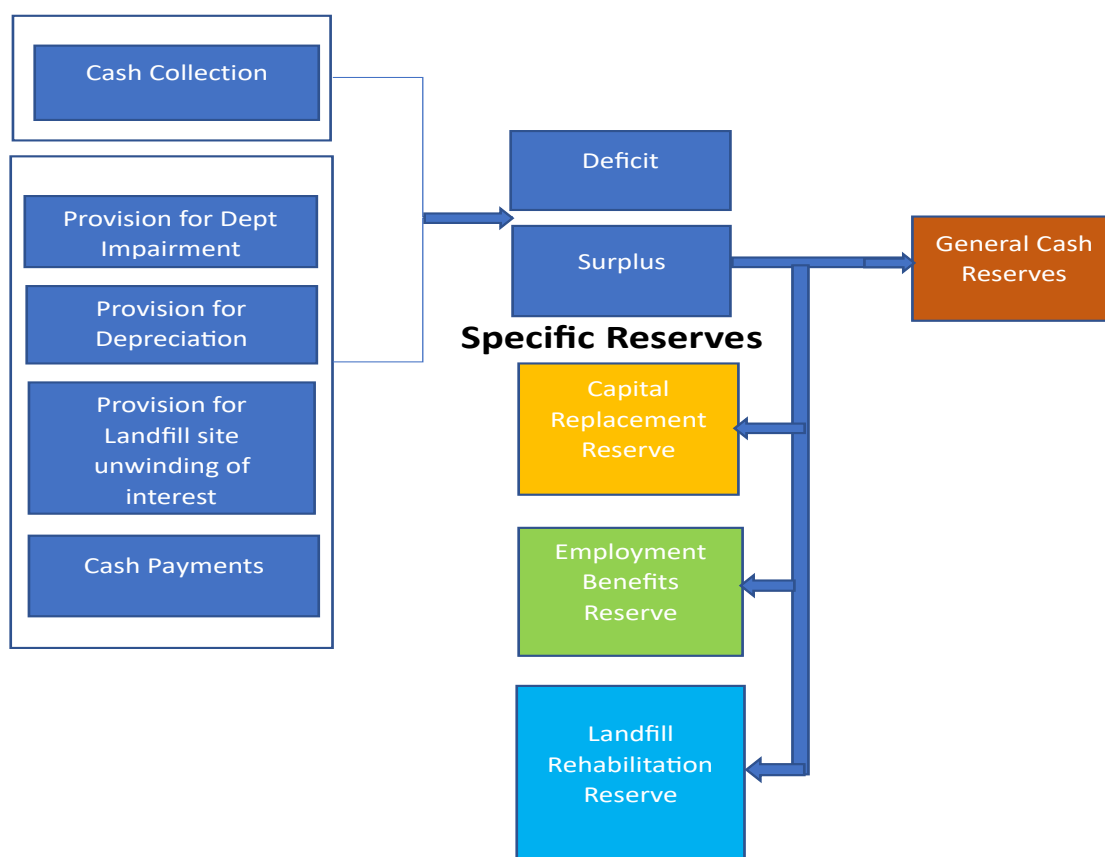 Cash Collection
Provision for Dept
Impairment
Provision for
Depreciation
Provision for
Landfill site
unwinding of
interest
Cash Payments
Deficit
Surplus
General Cash
Reserves
Specific Reserves
Capital
Replacement
Reserve
Employment
Benefits
Reserve
Landfill
Rehabilitation
Reserve